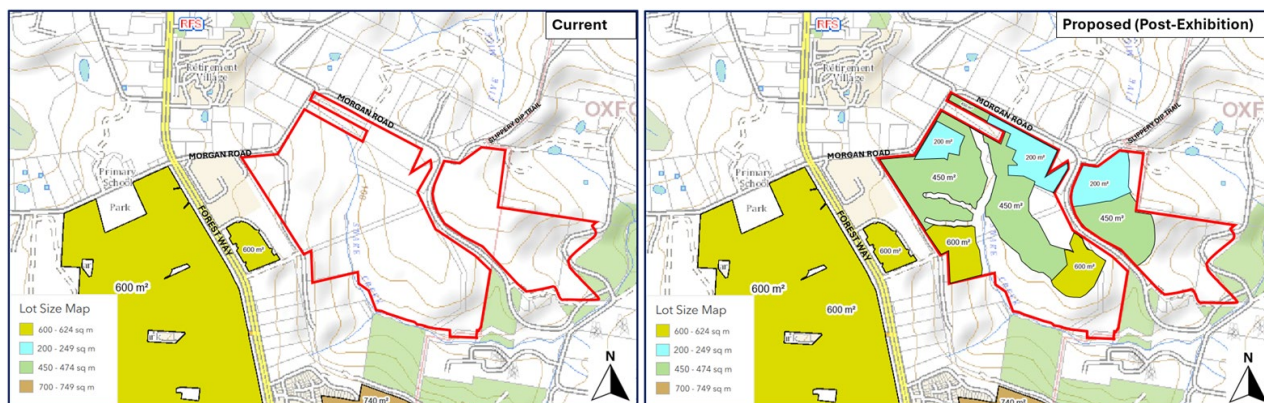 Current
RFS
Retirement
Village
MORGAN ROAD
SLIPPERY DIP TRAIL
OXF
MORGAN ROAD
Primary
School
Park
FOREST WAY
600 m²
600 m²
SNAKE
CREEK
Lot Size Map
600 - 624 sq m
200 - 249 sq m
450 - 474 sq m
700 - 749 sq m
740 m²
N
Proposed (Post-Exhibition)
RFS
Retirement
Village
MORGAN ROAD
SLIPPERY DIP TRAIL
OXF
MORGAN ROAD
200 m²
200 m²
200 m²
Primary
School
Park
450 m²
450 m²
450 m²
FOREST WAY
600 m²
600 m²
600 m²
600 m²
600 m²
Lot Size Map
600 - 624 sq m
200 - 249 sq m
450 - 474 sq m
700 - 749 sq m
740 m²
N